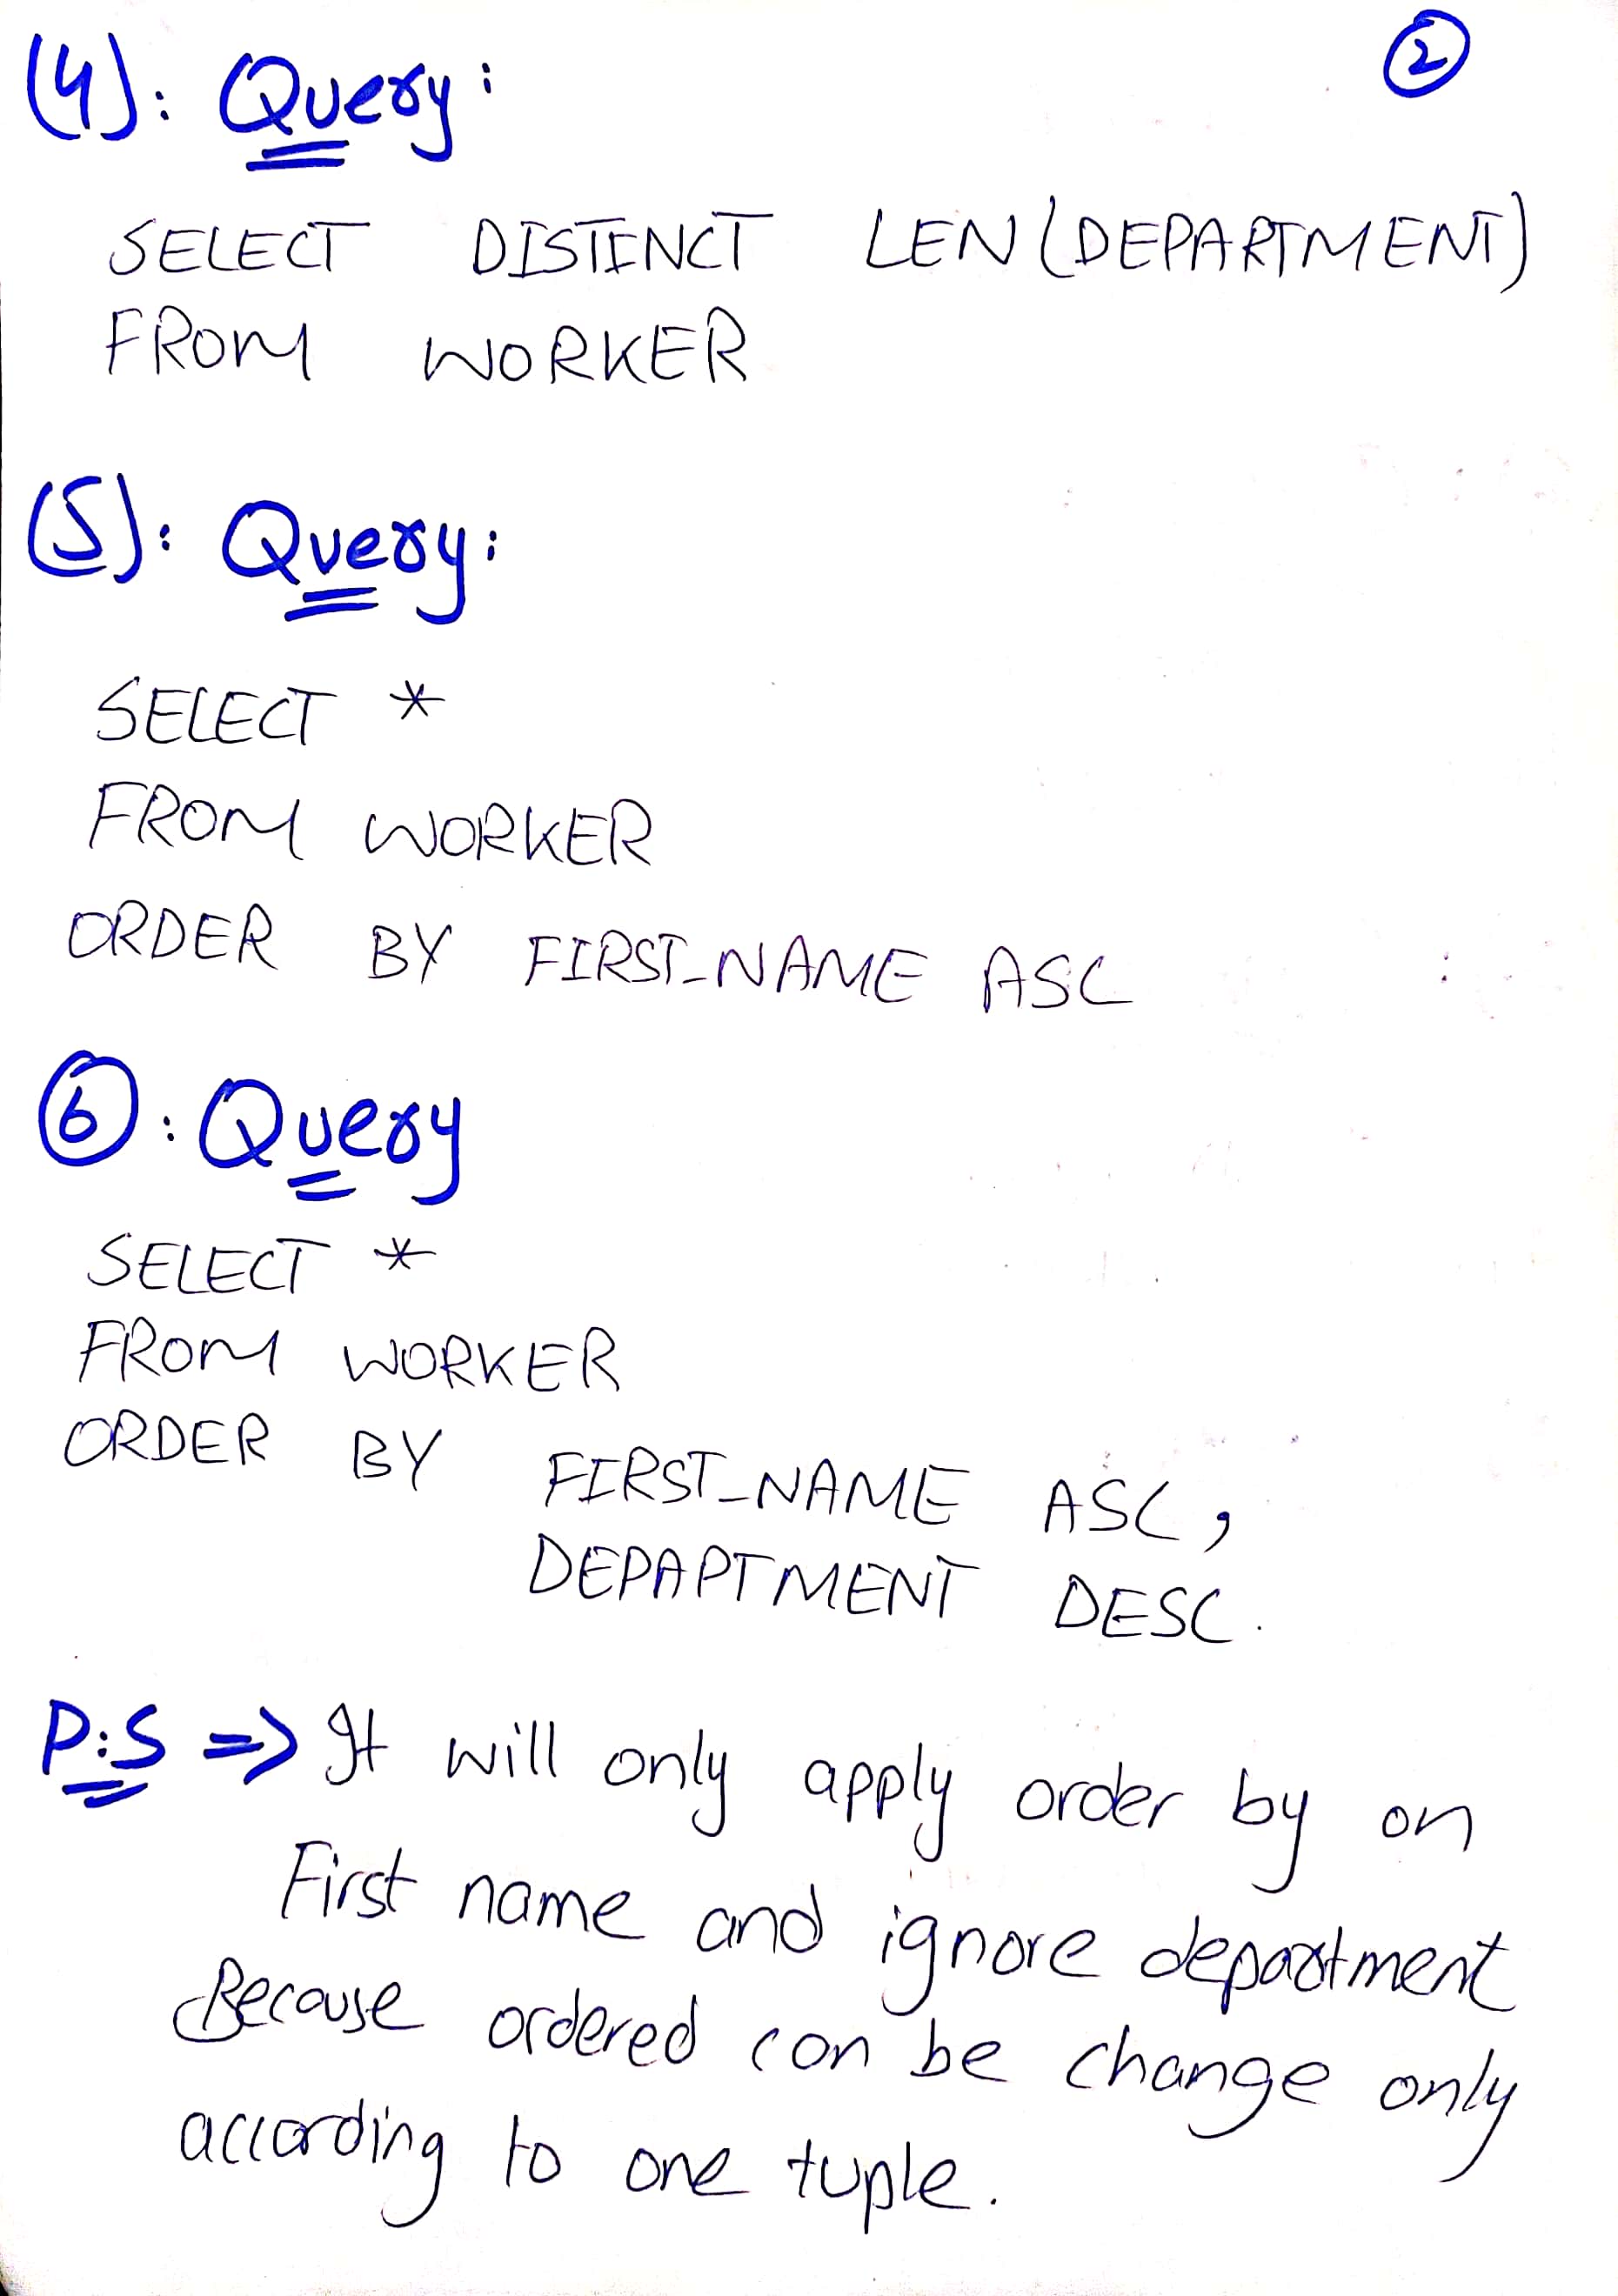 (4): Query: 2
SELECT DISTINCT LEN(DEPARTMENT)
FROM WORKER
(5): Query:
SELECT *
FROM WORKER
ORDER BY FIRST_NAME ASC
6: Query
SELECT *
FROM WORKER
ORDER BY FIRST_NAME ASC,
DEPAPTMENT DESC.
P:S => It will only apply order by on
First name and ignore department
Because ordered can be change only
according to one tuple.